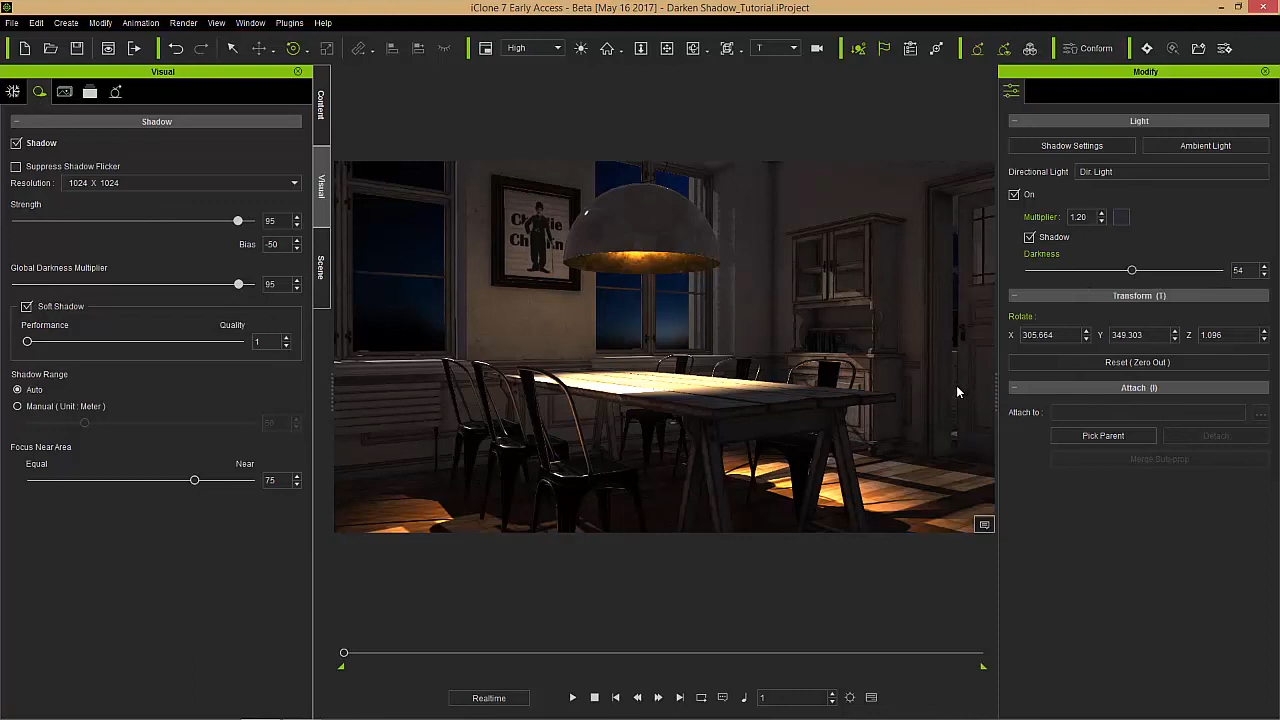 iClone 7 Early Access - Beta [May 16 2017] - Darken Shadow_Tutorial.iProject
File Edit Create Modify Animation Render View Window Plugins Help
High T Conform
Visual
Content
Visual
Scene
Shadow
Shadow
Suppress Shadow Flicker
Resolution : 1024 X 1024
Strength
95
Bias -50
Global Darkness Multiplier
95
Soft Shadow
Performance Quality
1
Shadow Range
Auto
Manual ( Unit : Meter )
50
Focus Near Area
Equal Near
75
Charlie
Realtime
1
Modify
Light
Shadow Settings Ambient Light
Directional Light Dir. Light
On
Multiplier : 1.20
Shadow
Darkness
54
Transform (T)
Rotate :
X 305.664 Y 349.303 Z 1.096
Reset ( Zero Out )
Attach (I)
Attach to : ...
Pick Parent Detach
Merge Sub-prop